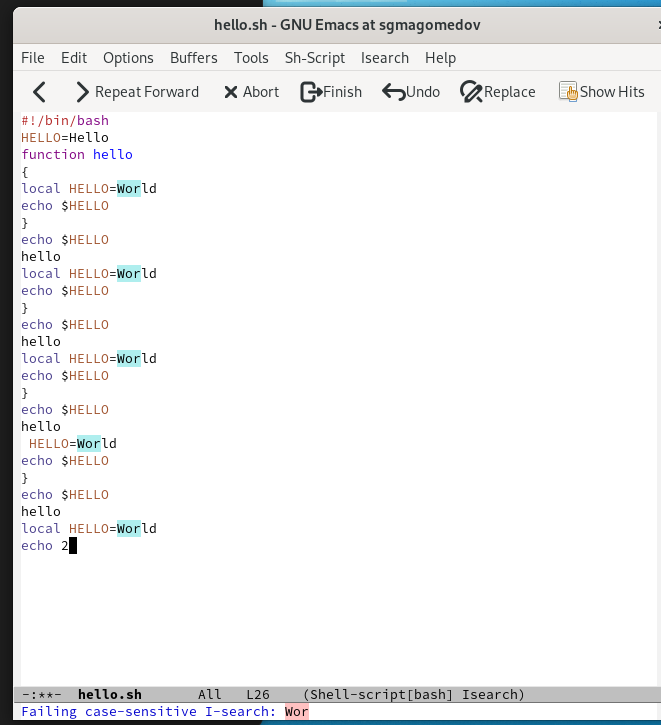 hello.sh - GNU Emacs at sgmagomedov
File Edit Options Buffers Tools Sh-Script Isearch Help
Repeat Forward Abort Finish Undo Replace Show Hits
#!/bin/bash
HELLO=Hello
function hello
{
local HELLO=World
echo $HELLO
}
echo $HELLO
hello
local HELLO=World
echo $HELLO
}
echo $HELLO
hello
local HELLO=World
echo $HELLO
}
echo $HELLO
hello
 HELLO=World
echo $HELLO
}
echo $HELLO
hello
local HELLO=World
echo 2
-:**- hello.sh All L26 (Shell-script[bash] Isearch)
Failing case-sensitive I-search: Wor